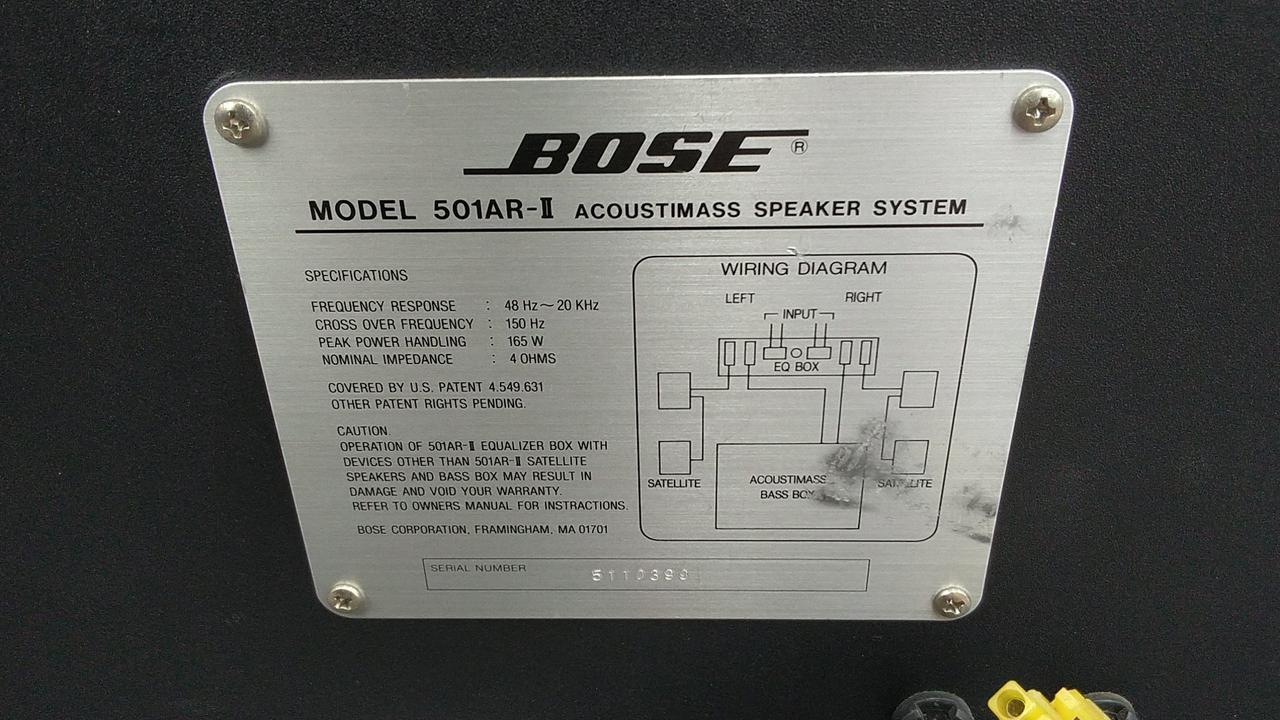 BOSE®
MODEL 501AR-II ACOUSTIMASS SPEAKER SYSTEM
SPECIFICATIONS
FREQUENCY RESPONSE : 48 Hz~20 KHz
CROSS OVER FREQUENCY : 150 Hz
PEAK POWER HANDLING : 165 W
NOMINAL IMPEDANCE : 4 OHMS
COVERED BY U.S. PATENT 4.549.631
OTHER PATENT RIGHTS PENDING.
CAUTION.
OPERATION OF 501AR-II EQUALIZER BOX WITH
DEVICES OTHER THAN 501AR-II SATELLITE
SPEAKERS AND BASS BOX MAY RESULT IN
DAMAGE AND VOID YOUR WARRANTY.
REFER TO OWNERS MANUAL FOR INSTRUCTIONS.
BOSE CORPORATION, FRAMINGHAM, MA 01701
WIRING DIAGRAM
LEFT RIGHT
INPUT
EQ BOX
ACOUSTIMASS
BASS BOX
SATELLITE SATELLITE
SERIAL NUMBER 5110399